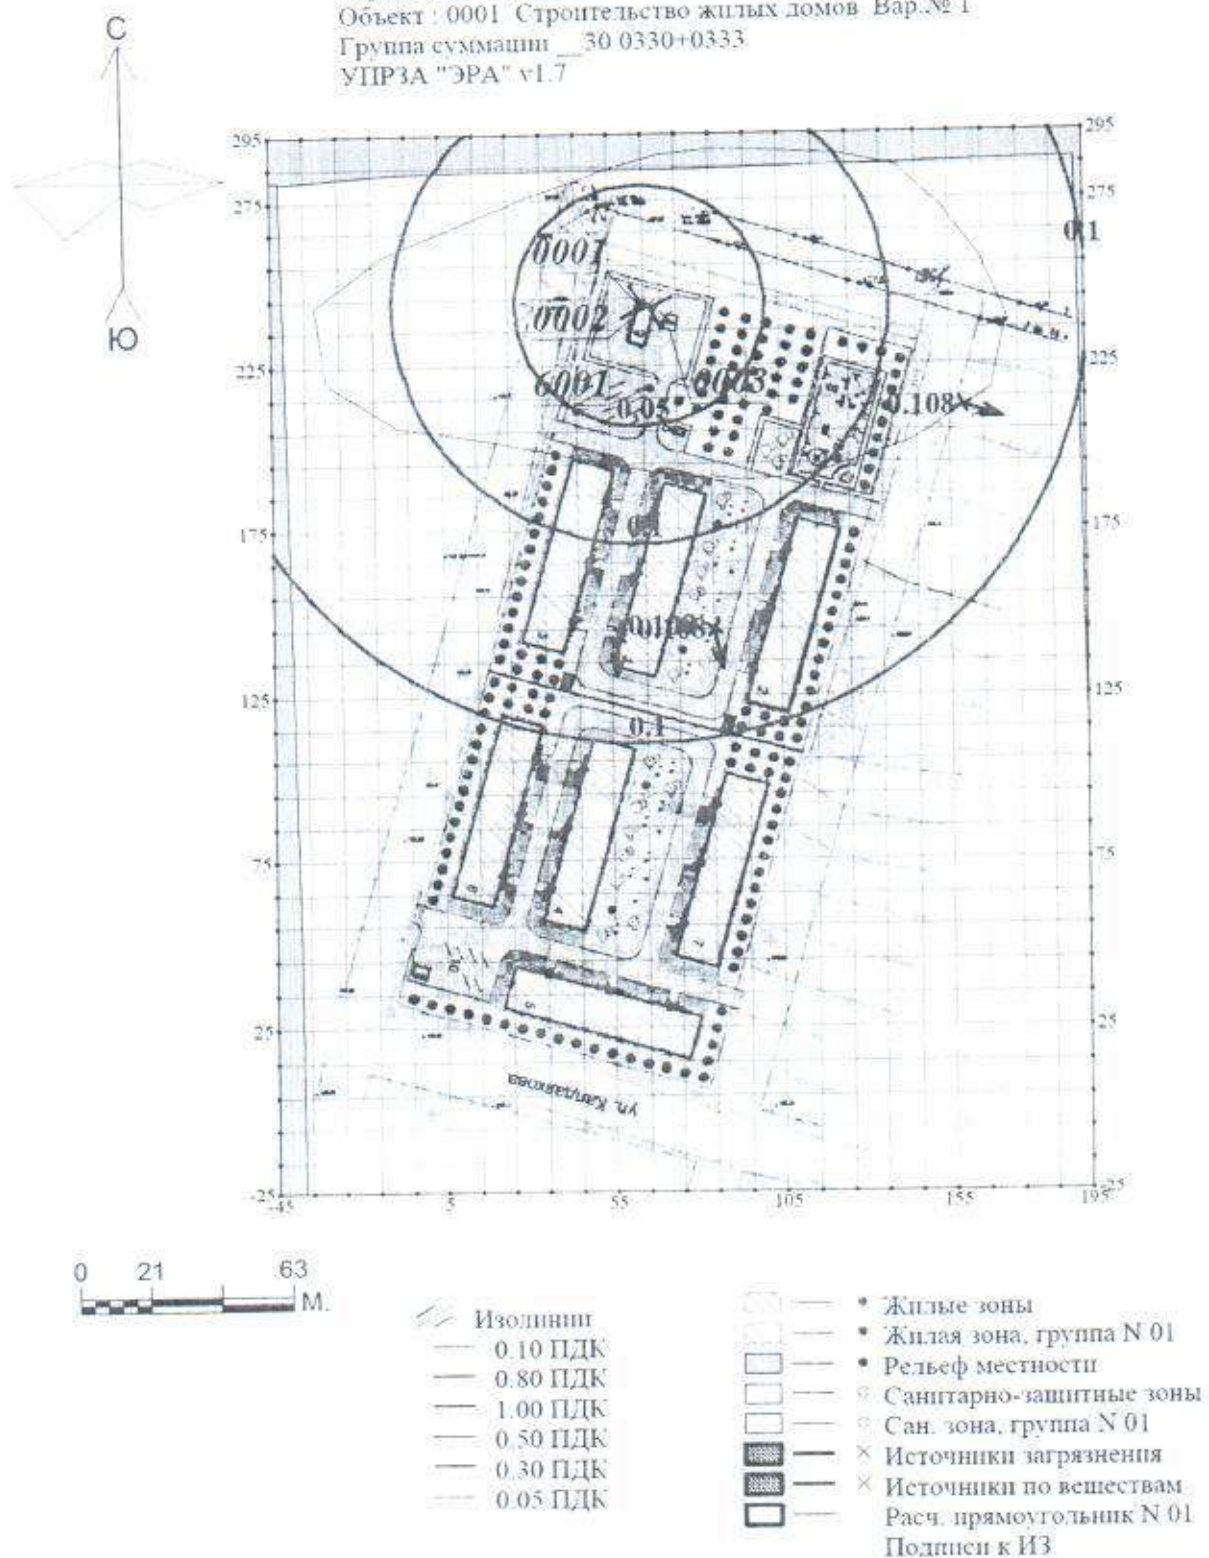 С
Ю
Объект : 0001 Строительство жилых домов Вар.№ 1
Группа суммации __30 0330+0333
УПРЗА "ЭРА" v1.7
295
295
275
275
0.1
0001
0002
6001
0003
0.05
0.108
225
225
175
175
0.1
125
125
0.1
75
75
25
25
ул. Кандаякова
-25
-45
5
55
105
155
195
-25
0
21
63
М.
Изолинии
0.10 ПДК
0.80 ПДК
1.00 ПДК
0.50 ПДК
0.30 ПДК
0.05 ПДК
Жилые зоны
Жилая зона, группа N 01
Рельеф местности
Санитарно-защитные зоны
Сан. зона, группа N 01
Источники загрязнения
Источники по веществам
Расч. прямоугольник N 01
Подписи к ИЗ